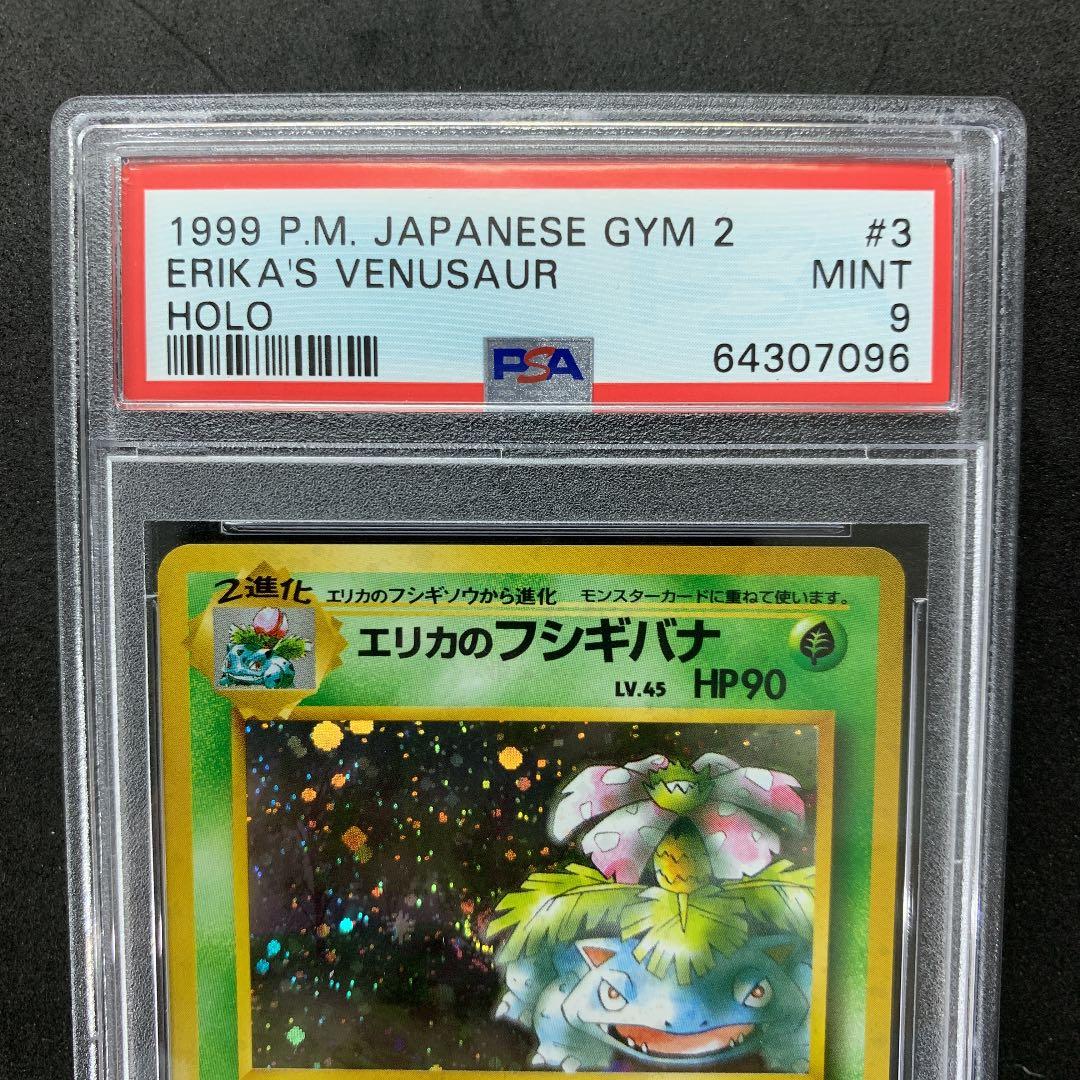 1999 P.M. JAPANESE GYM 2 #3
ERIKA'S VENUSAUR MINT
HOLO 9
PSA 64307096
2進化 エリカのフシギソウから進化 モンスターカードに重ねて使います。
エリカのフシギバナ
LV.45 HP90